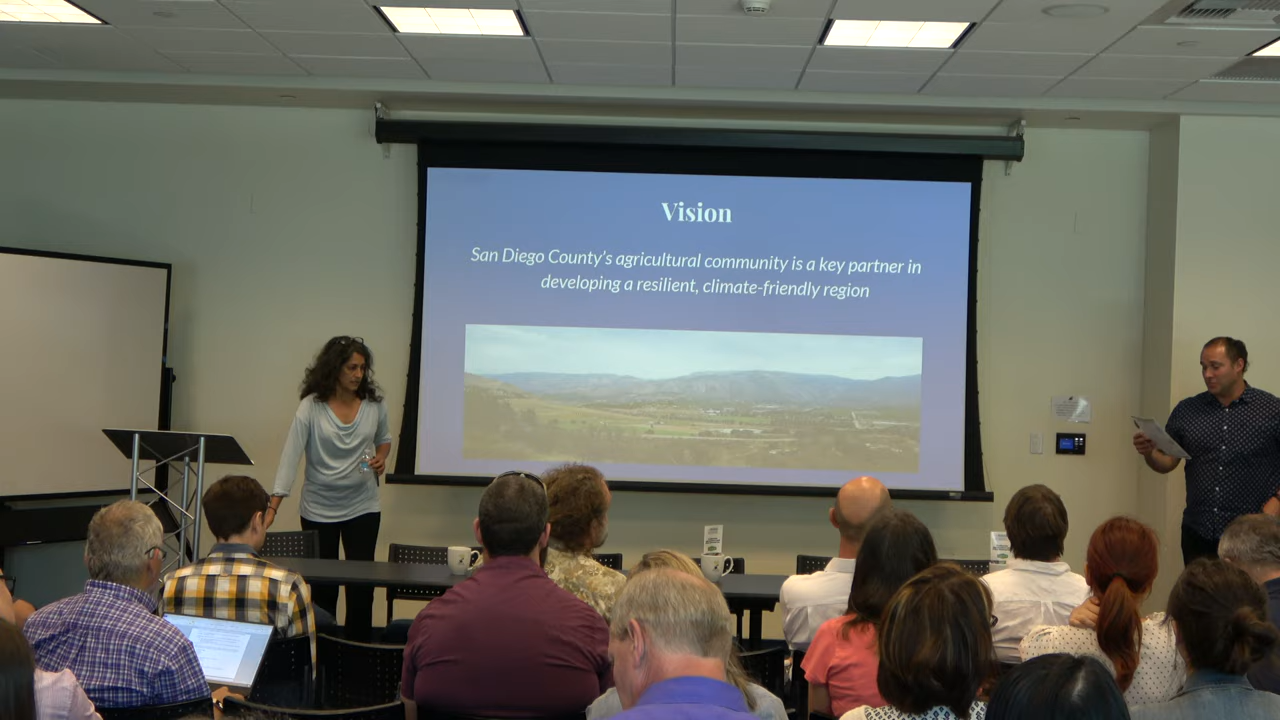 Vision
San Diego County's agricultural community is a key partner in
developing a resilient, climate-friendly region